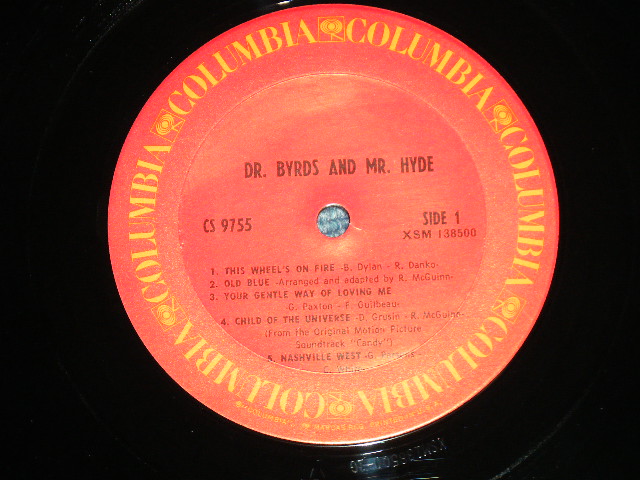 COLUMBIA COLUMBIA COLUMBIA COLUMBIA COLUMBIA COLUMBIA
DR. BYRDS AND MR. HYDE
CS 9755
SIDE 1
XSM 138500
1. THIS WHEEL'S ON FIRE -B. Dylan - R. Danko-
2. OLD BLUE -Arranged and adapted by R. McGuinn-
3. YOUR GENTLE WAY OF LOVING ME
-G. Paxton - F. Guilbeau-
4. CHILD OF THE UNIVERSE -D. Grusin - R. McGuinn-
(From the Original Motion Picture
Soundtrack "Candy")
5. NASHVILLE WEST -G.
"COLUMBIA" MARCAS REG.